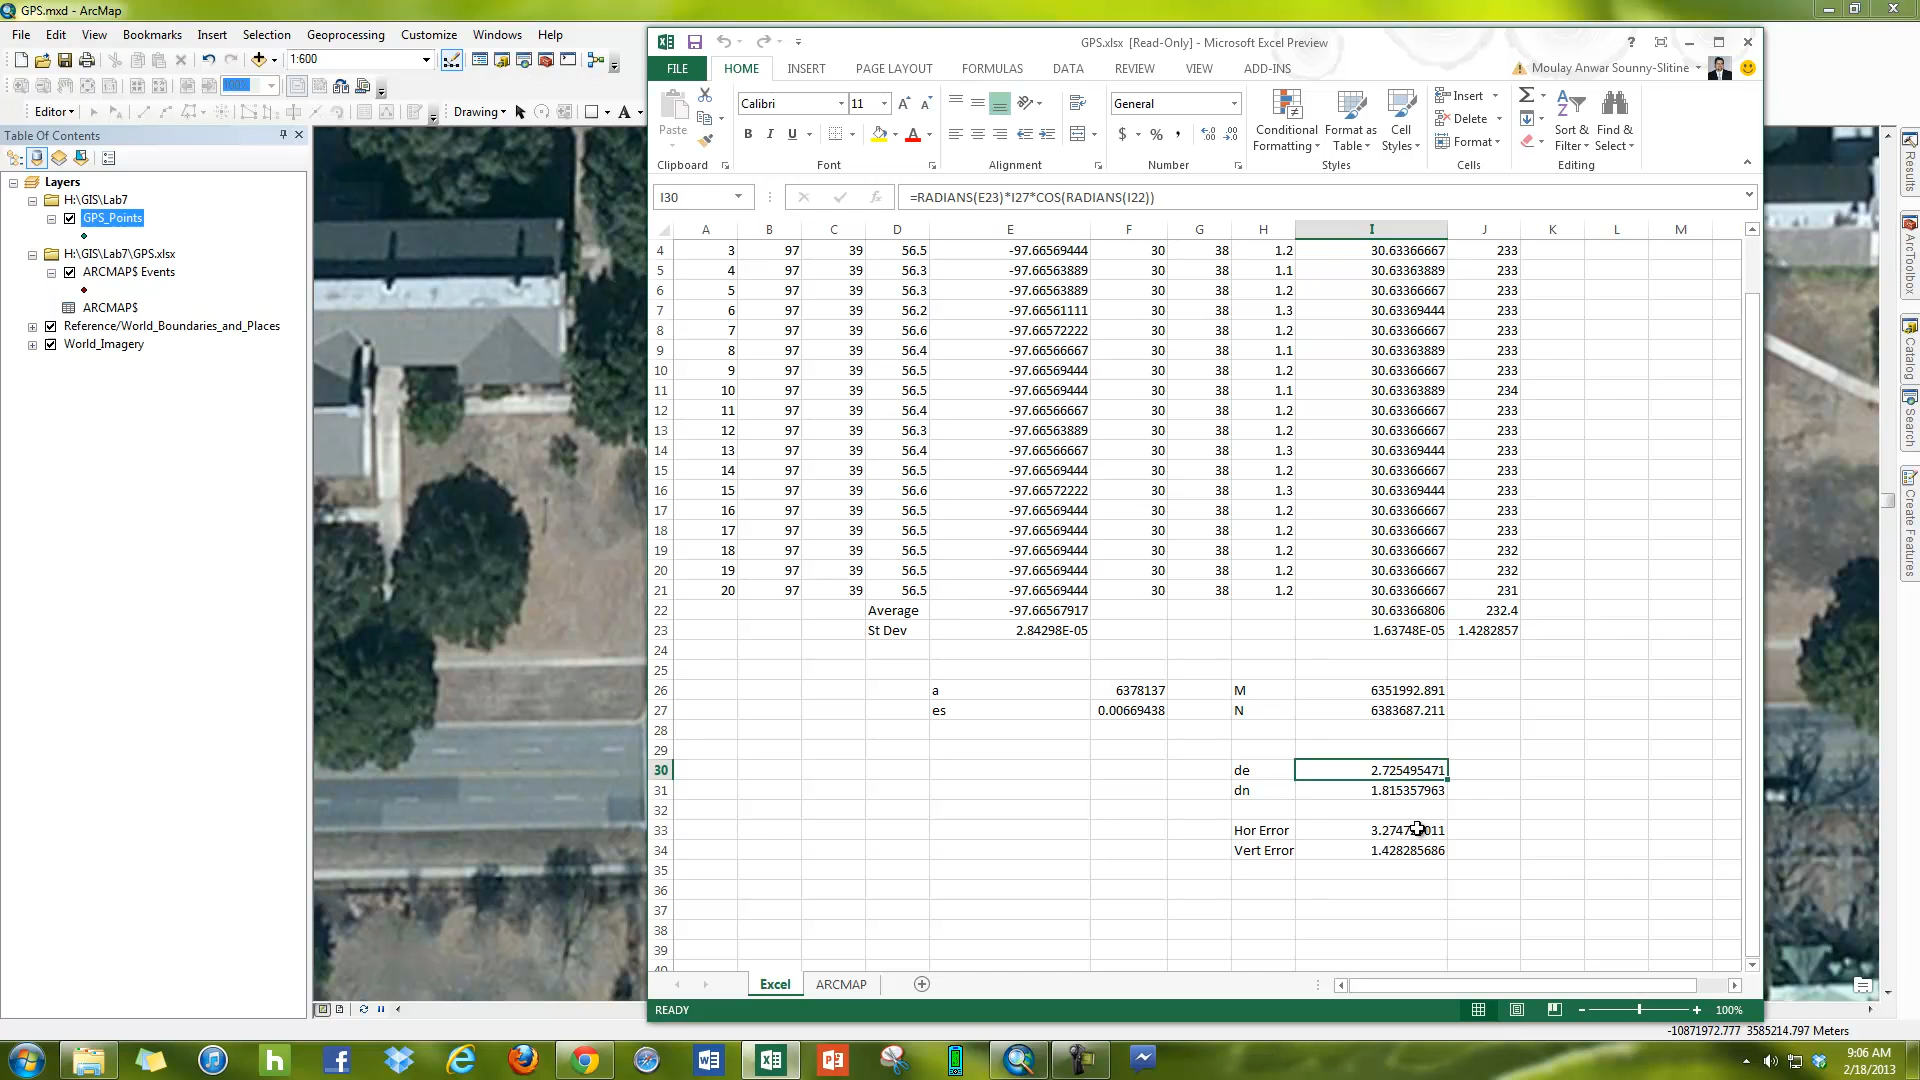 GPS.mxd - ArcMap
File Edit View Bookmarks Insert Selection Geoprocessing Customize Windows Help
1:600
100%
Editor
Drawing
Table Of Contents
Layers
H:\GIS\Lab7
GPS_Points
H:\GIS\Lab7\GPS.xlsx
ARCMAP$ Events
ARCMAP$
Reference/World_Boundaries_and_Places
World_Imagery
GPS.xlsx [Read-Only] - Microsoft Excel Preview
FILE HOME INSERT PAGE LAYOUT FORMULAS DATA REVIEW VIEW ADD-INS
Moulay Anwar Sounny-Slitine
Paste
Calibri 11
B I U
General
Conditional Formatting
Format as Table
Cell Styles
Insert
Delete
Format
Sort & Filter
Find & Select
Clipboard Font Alignment Number Styles Cells Editing
I30 =RADIANS(E23)*I27*COS(RADIANS(I22))
A B C D E F G H I J K L M
4 3 97 39 56.5 -97.66569444 30 38 1.2 30.63366667 233
5 4 97 39 56.3 -97.66563889 30 38 1.1 30.63363889 233
6 5 97 39 56.3 -97.66563889 30 38 1.2 30.63366667 233
7 6 97 39 56.2 -97.66561111 30 38 1.3 30.63369444 233
8 7 97 39 56.6 -97.66572222 30 38 1.2 30.63366667 233
9 8 97 39 56.4 -97.66566667 30 38 1.1 30.63363889 233
10 9 97 39 56.5 -97.66569444 30 38 1.2 30.63366667 233
11 10 97 39 56.5 -97.66569444 30 38 1.1 30.63363889 234
12 11 97 39 56.4 -97.66566667 30 38 1.2 30.63366667 233
13 12 97 39 56.3 -97.66563889 30 38 1.2 30.63366667 233
14 13 97 39 56.4 -97.66566667 30 38 1.3 30.63369444 233
15 14 97 39 56.5 -97.66569444 30 38 1.2 30.63366667 233
16 15 97 39 56.6 -97.66572222 30 38 1.3 30.63369444 233
17 16 97 39 56.5 -97.66569444 30 38 1.2 30.63366667 233
18 17 97 39 56.5 -97.66569444 30 38 1.2 30.63366667 233
19 18 97 39 56.5 -97.66569444 30 38 1.2 30.63366667 232
20 19 97 39 56.5 -97.66569444 30 38 1.2 30.63366667 232
21 20 97 39 56.5 -97.66569444 30 38 1.2 30.63366667 231
22 Average -97.66567917 30.63366806 232.4
23 St Dev 2.84298E-05 1.63748E-05 1.4282857
24
25
26 a 6378137 M 6351992.891
27 es 0.00669438 N 6383687.211
28
29
30 de 2.725495471
31 dn 1.815357963
32
33 Hor Error
34 Vert Error 1.428285686
35
36
37
38
39
40
Excel ARCMAP
READY 100%
Results
ArcToolbox
Catalog
Search
Create Features
-10871972.777 3585214.797 Meters
9:06 AM
2/18/2013